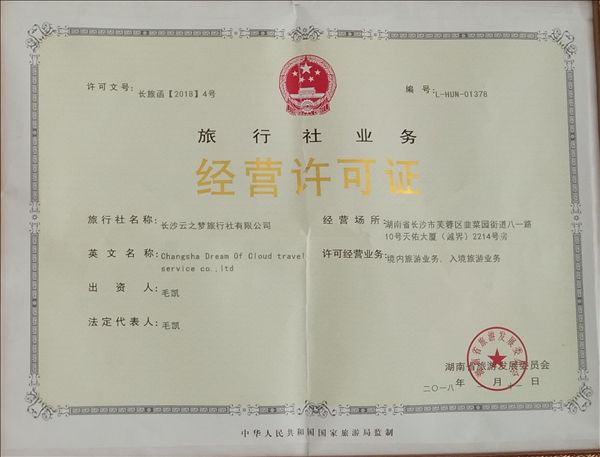 许可文号: 长旅函【2018】4号
编号: L-HUN-01378
旅行社业务
经营许可证
旅行社名称: 长沙云之梦旅行社有限公司
英文名称: Changsha Dream Of Cloud travel
service co.,ltd
出资人: 毛凯
法定代表人: 毛凯
经营场所: 湖南省长沙市芙蓉区韭菜园街道八一路
10号天佑大厦（越界）2214号房
许可经营业务: 境内旅游业务、入境旅游业务
湖南省旅游发展委员会
二〇一八年 月 日
中华人民共和国国家旅游局监制